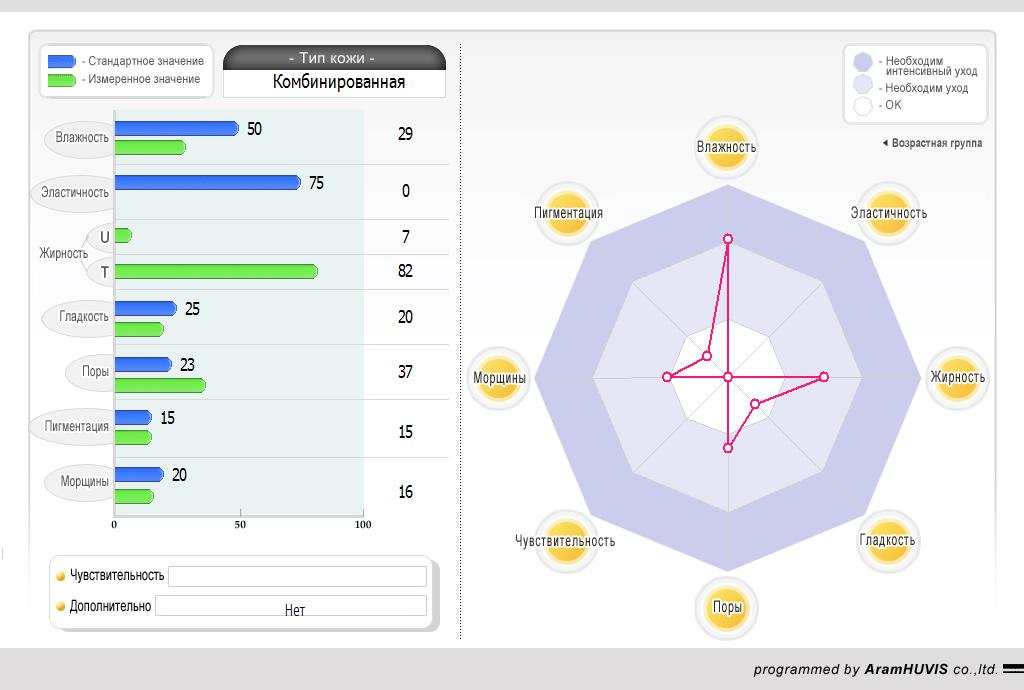 - Стандартное значение
- Измеренное значение
- Тип кожи -
Комбинированная
Влажность
50
29
Эластичность
75
0
Жирность
U
7
T
82
Гладкость
25
20
Поры
23
37
Пигментация
15
15
Морщины
20
16
0
50
100
Чувствительность
Дополнительно
Нет
- Необходим
интенсивный уход
- Необходим уход
- OK
Возрастная группа
Влажность
Пигментация
Эластичность
Морщины
Жирность
Чувствительность
Гладкость
Поры
programmed by AramHUVIS co.,ltd.